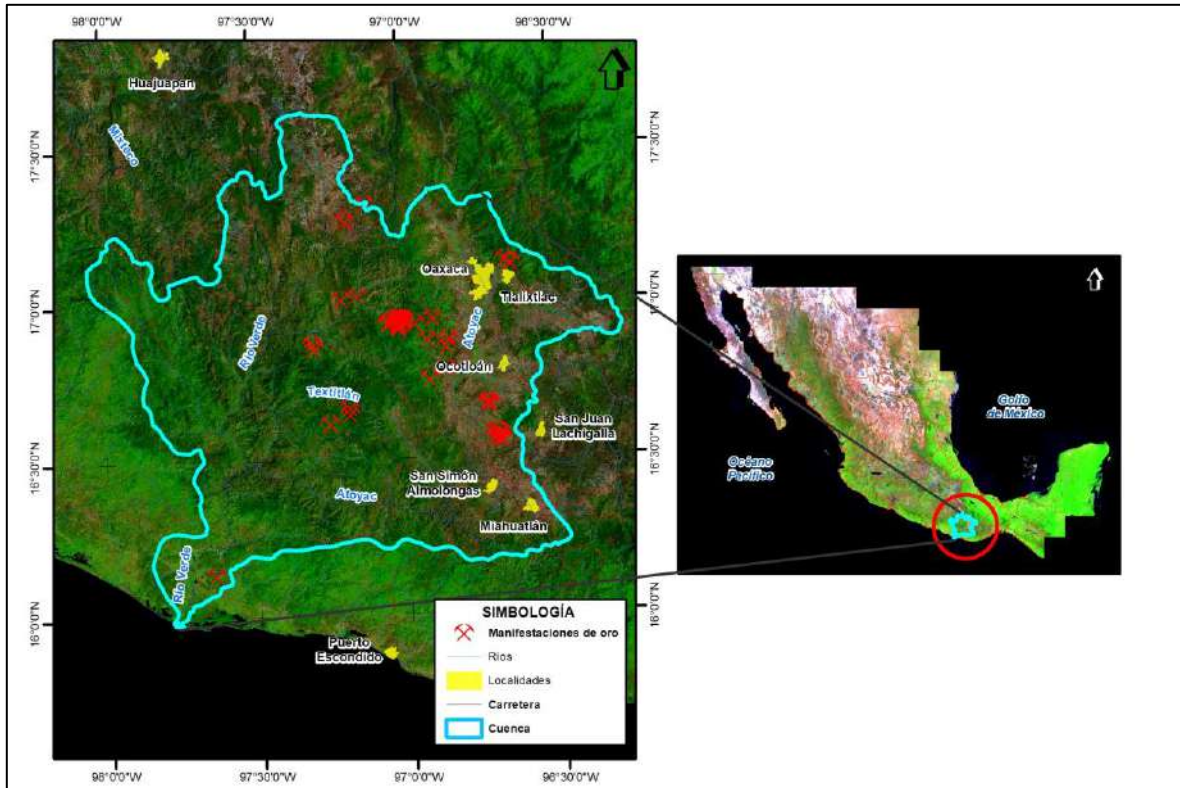 98°0'0"W
97°30'0"W
97°0'0"W
96°30'0"W
17°30'0"N
17°0'0"N
16°30'0"N
16°0'0"N
Huajuapan
Mixteco
Oaxaca
Tlalixtlac
Río Verde
Atoyac
Ocotloán
Textitlán
San Juan
Lachigalla
San Simón
Almolongas
Atoyac
Miahuatlán
Río Verde
Puerto
Escondido
SIMBOLOGÍA
Manifestaciones de oro
Ríos
Localidades
Carretera
Cuenca
17°30'0"N
17°0'0"N
16°30'0"N
16°0'0"N
98°0'0"W
97°30'0"W
97°0'0"W
96°30'0"W
Golfo
de México
Océano
Pacífico